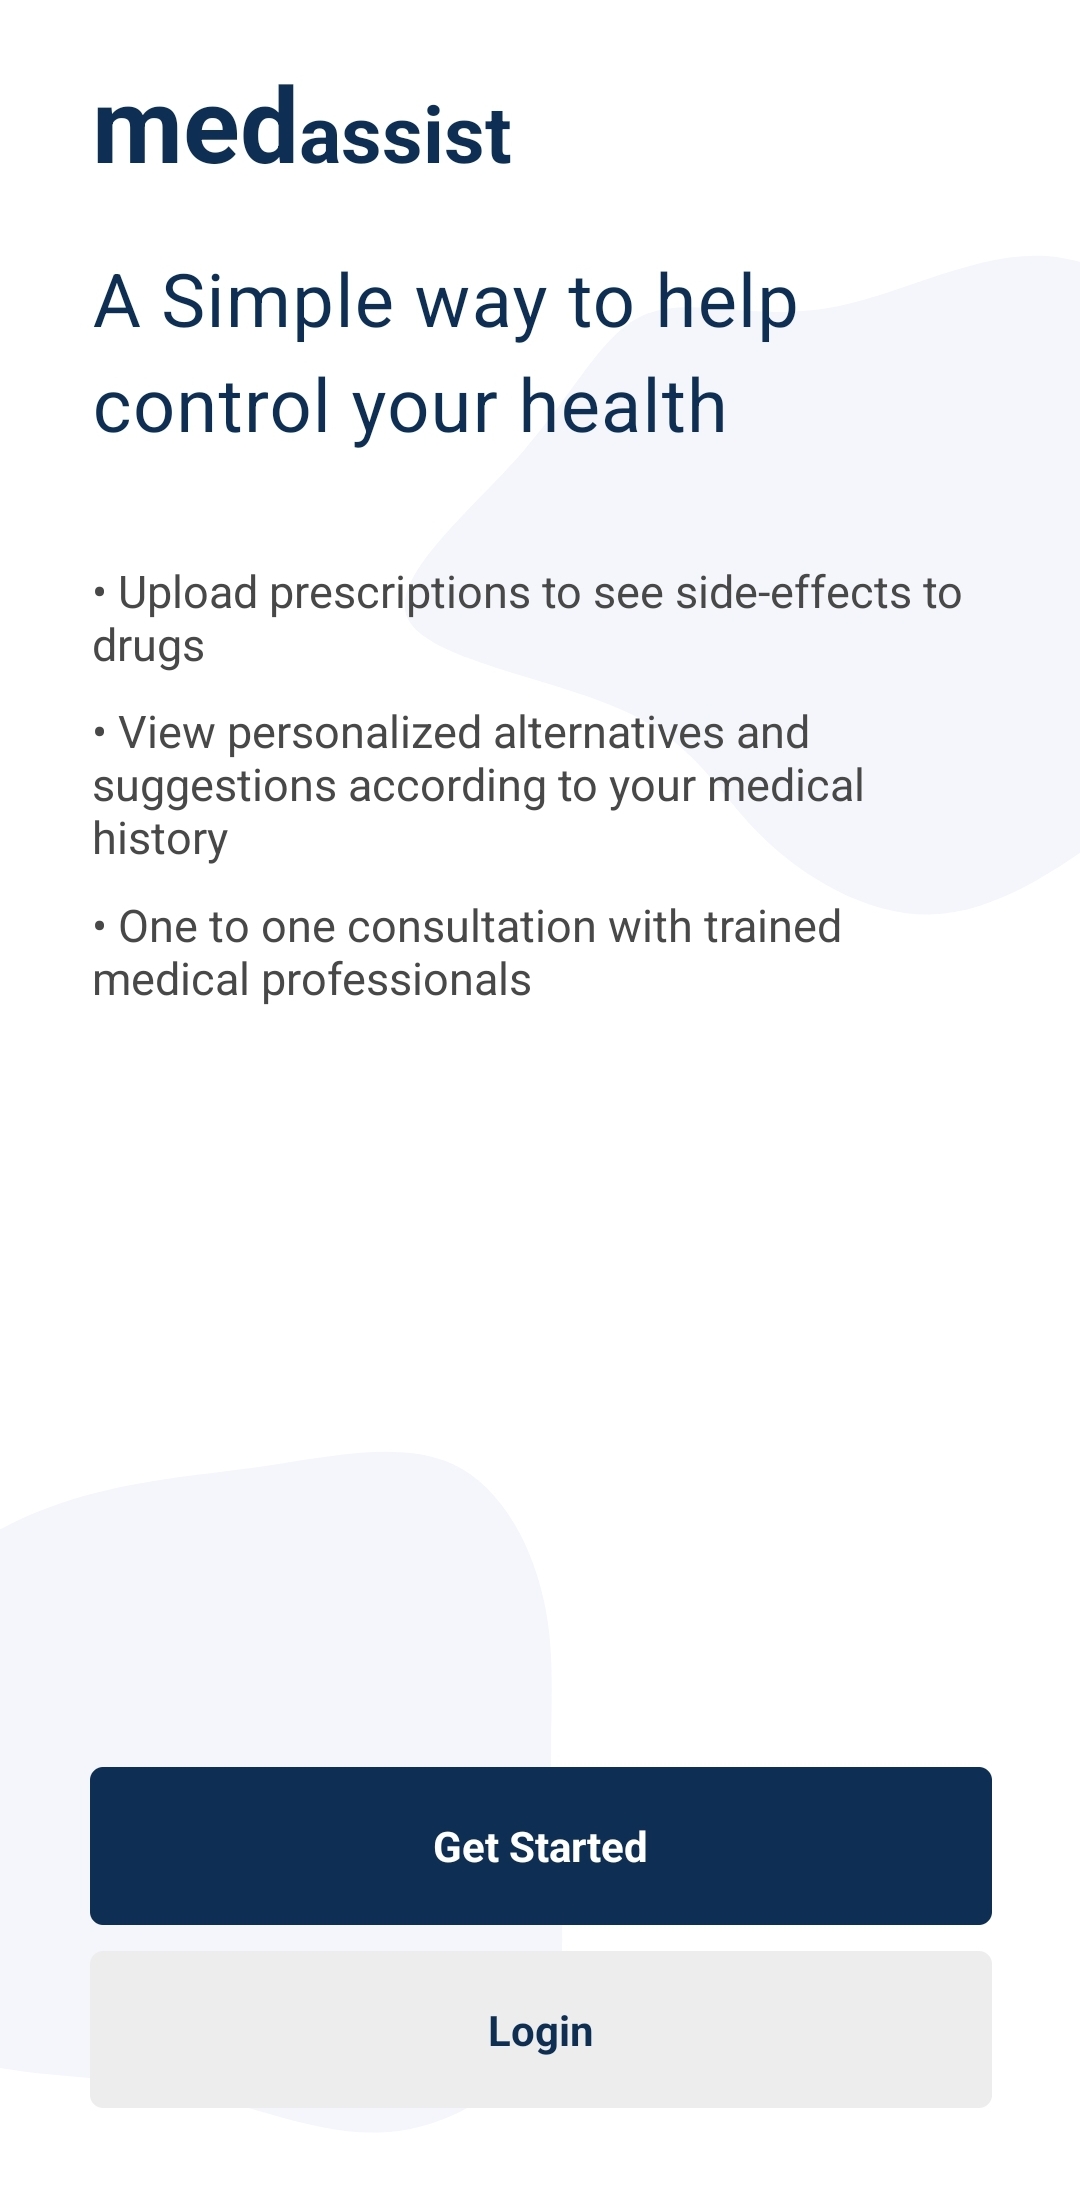 medassist
A Simple way to help
control your health
• Upload prescriptions to see side-effects to
drugs
• View personalized alternatives and
suggestions according to your medical
history
• One to one consultation with trained
medical professionals
Get Started
Login